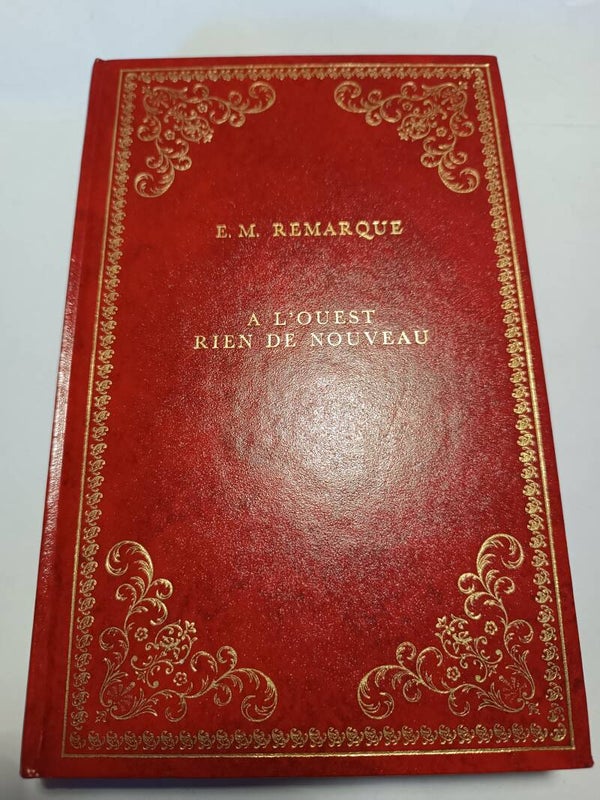 E. M. REMARQUE
A L'OUEST
RIEN DE NOUVEAU